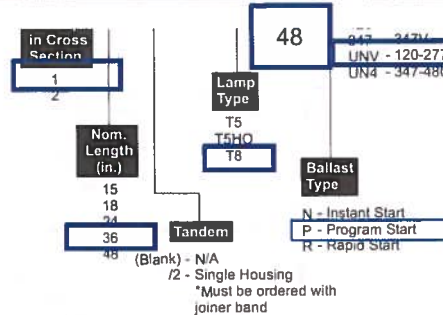 48
347 - 347V
UNV - 120-277
UN4 - 347-480
in Cross
Section
1
2
Lamp
Type
T5
T5HO
T8
Nom.
Length
(in.)
15
18
24
36
48
Ballast
Type
N - Instant Start
P - Program Start
R - Rapid Start
Tandem
(Blank) - N/A
/2 - Single Housing
*Must be ordered with
joiner band